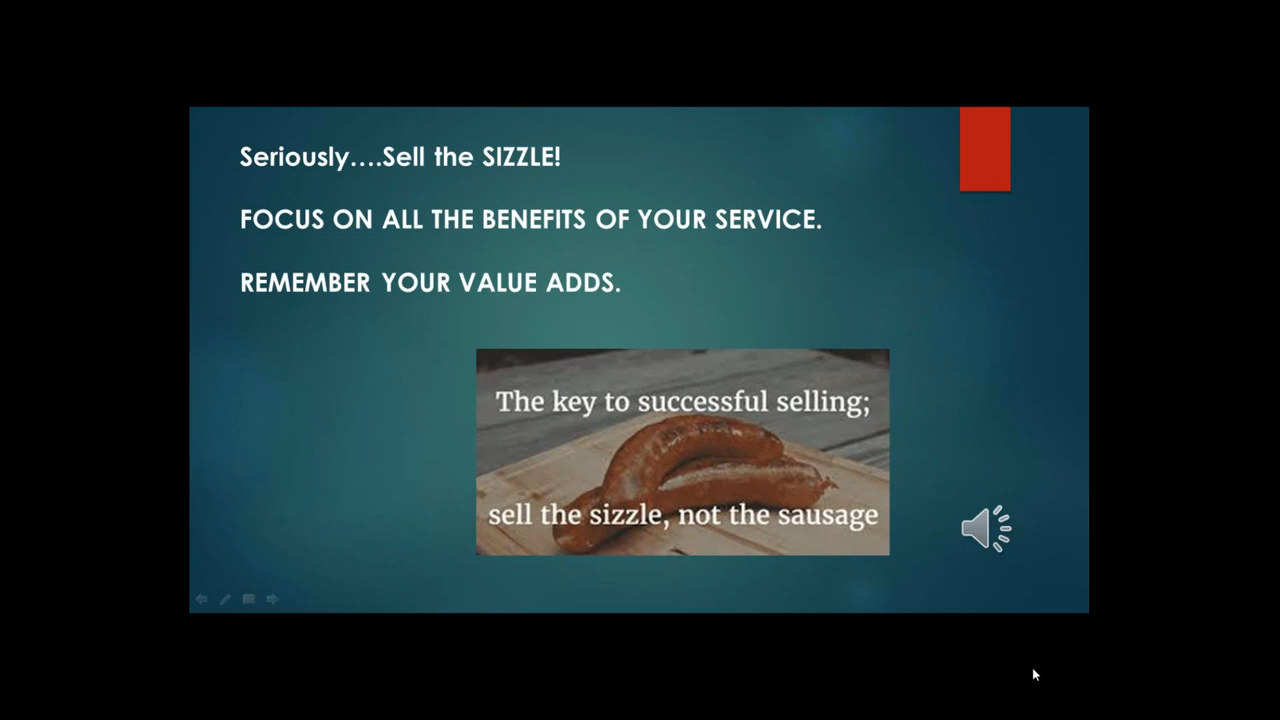 Seriously....Sell the SIZZLE!
FOCUS ON ALL THE BENEFITS OF YOUR SERVICE.
REMEMBER YOUR VALUE ADDS.
The key to successful selling;
sell the sizzle, not the sausage